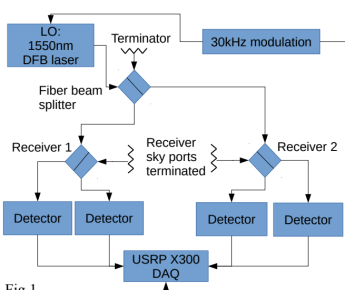 LO:
1550nm
DFB laser
Terminator
30kHz modulation
Fiber beam
splitter
Receiver 1
Receiver
sky ports
terminated
Receiver 2
Detector
Detector
Detector
Detector
USRP X300
DAQ
Fig 1